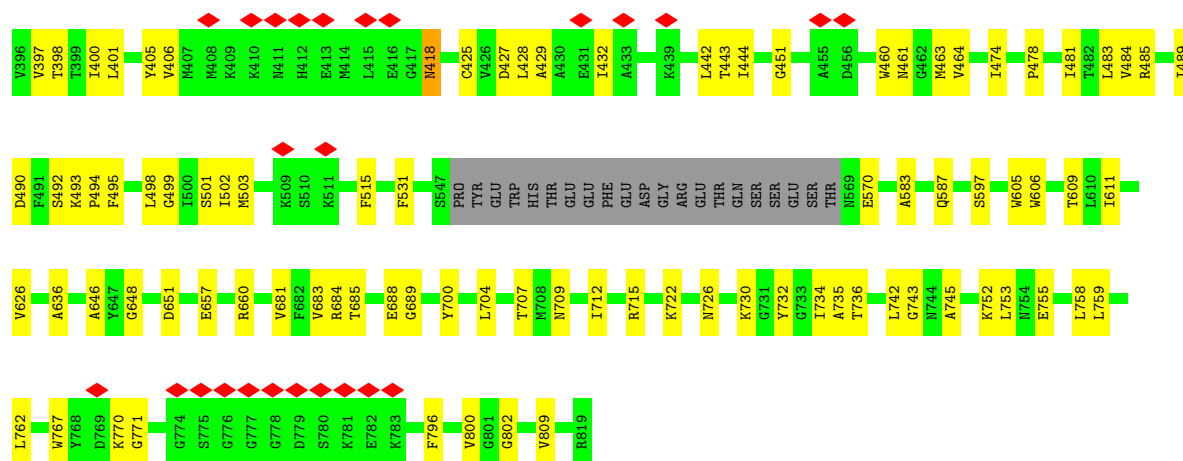 V396 V397 T398 T399 I400 L401 Y405 V406 M407 M408 K409 K410 N411 H412 E413 M414 L415 E416 G417 N418 C425 V426 D427 L428 A429 A430 E431 I432 A433 K439 L442 T443 I444 G451 A455 D456 W460 N461 G462 M463 V464 I474 P478 I481 T482 L483 V484 R485 I489
D490 F491 S492 K493 P494 F495 L498 G499 I500 S501 I502 M503 K509 S510 K511 F515 F531 S547 PRO TYR GLU TRP HIS THR GLU GLU PHE GLU ASP GLY ARG GLU THR GLN SER SER GLU SER THR N569 E570 A583 Q587 S597 W605 W606 T609 L610 I611
V626 A636 A646 Y647 G648 D651 E657 R660 V681 F682 V683 R684 T685 E688 G689 Y700 L704 T707 M708 N709 I712 R715 K722 N726 K730 G731 Y732 G733 I734 A735 T736 L742 G743 N744 A745 K752 L753 N754 E755 L758 L759
L762 W767 Y768 D769 K770 G771 G774 S775 G776 G777 G778 D779 S780 K781 E782 K783 F796 V800 G801 G802 V809 R819